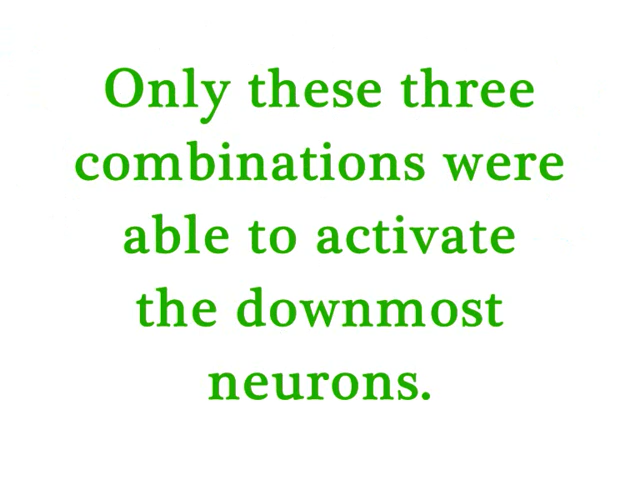 Only these three
combinations were
able to activate
the downmost
neurons.